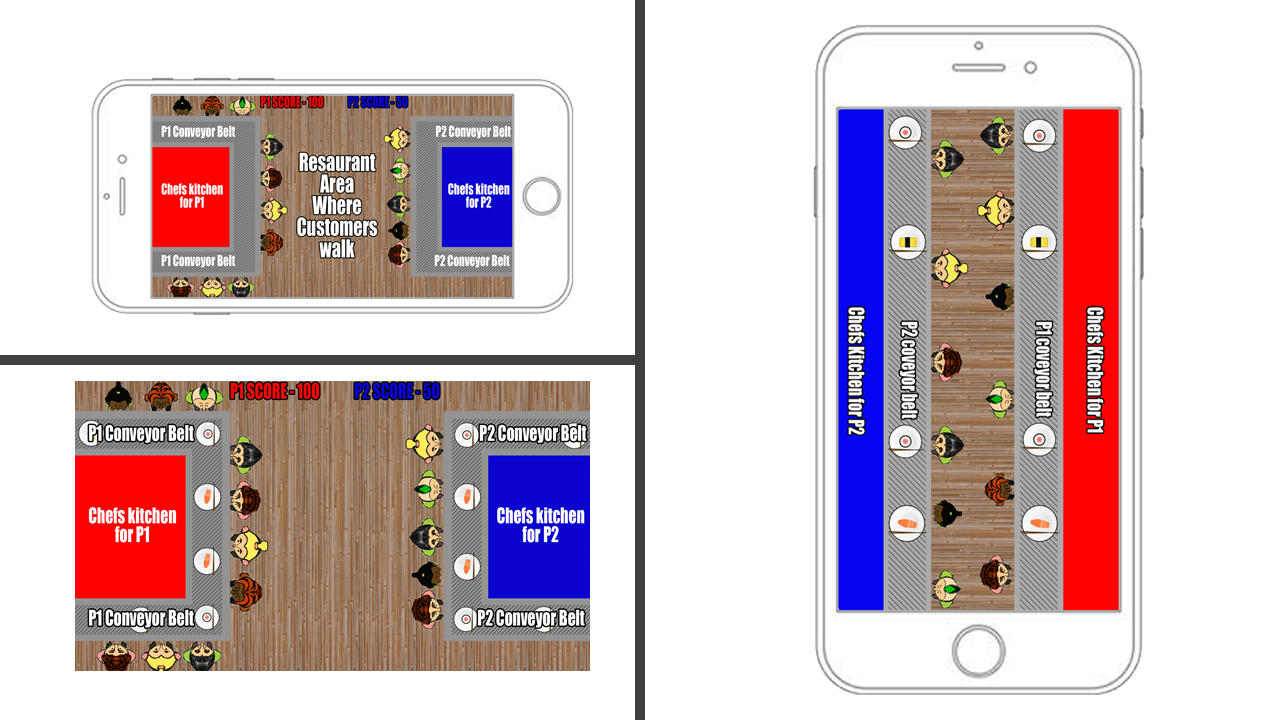 P1 SCORE - 100 P2 SCORE - 50
P1 Conveyor Belt
P2 Conveyor Belt
Chefs kitchen
for P1
Resaurant
Area
Where
Customers
walk
Chefs kitchen
for P2
P1 Conveyor Belt
P2 Conveyor Belt
P1 SCORE - 100 P2 SCORE - 50
P1 Conveyor Belt
P2 Conveyor Belt
Chefs kitchen
for P1
Chefs kitchen
for P2
P1 Conveyor Belt
P2 Conveyor Belt
Chefs Kitchen for P2
P2 conveyor belt
P1 conveyor belt
Chefs Kitchen for P1